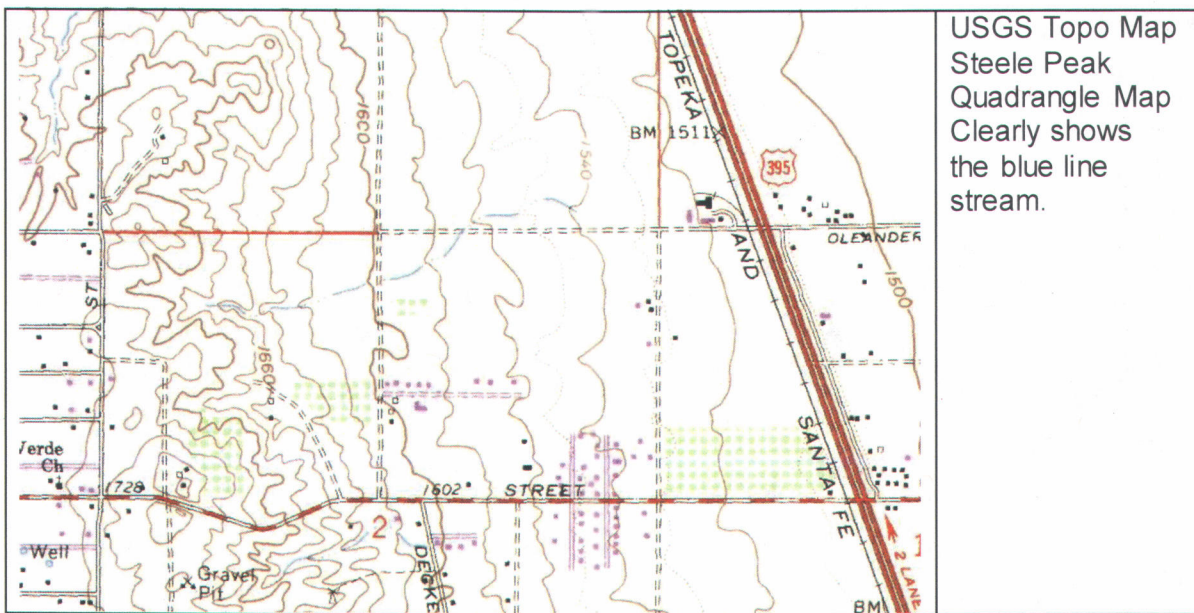 USGS Topo Map
Steele Peak
Quadrangle Map
Clearly shows
the blue line
stream.
TOPEKA
1600
BM 1511
1540
395
AND
OLEANDER
ST
1500
1660
SANTA FE
Verde
Ch
1728
1602
STREET
2
Well
DECKE
2 LANE
Gravel
Pit
BM